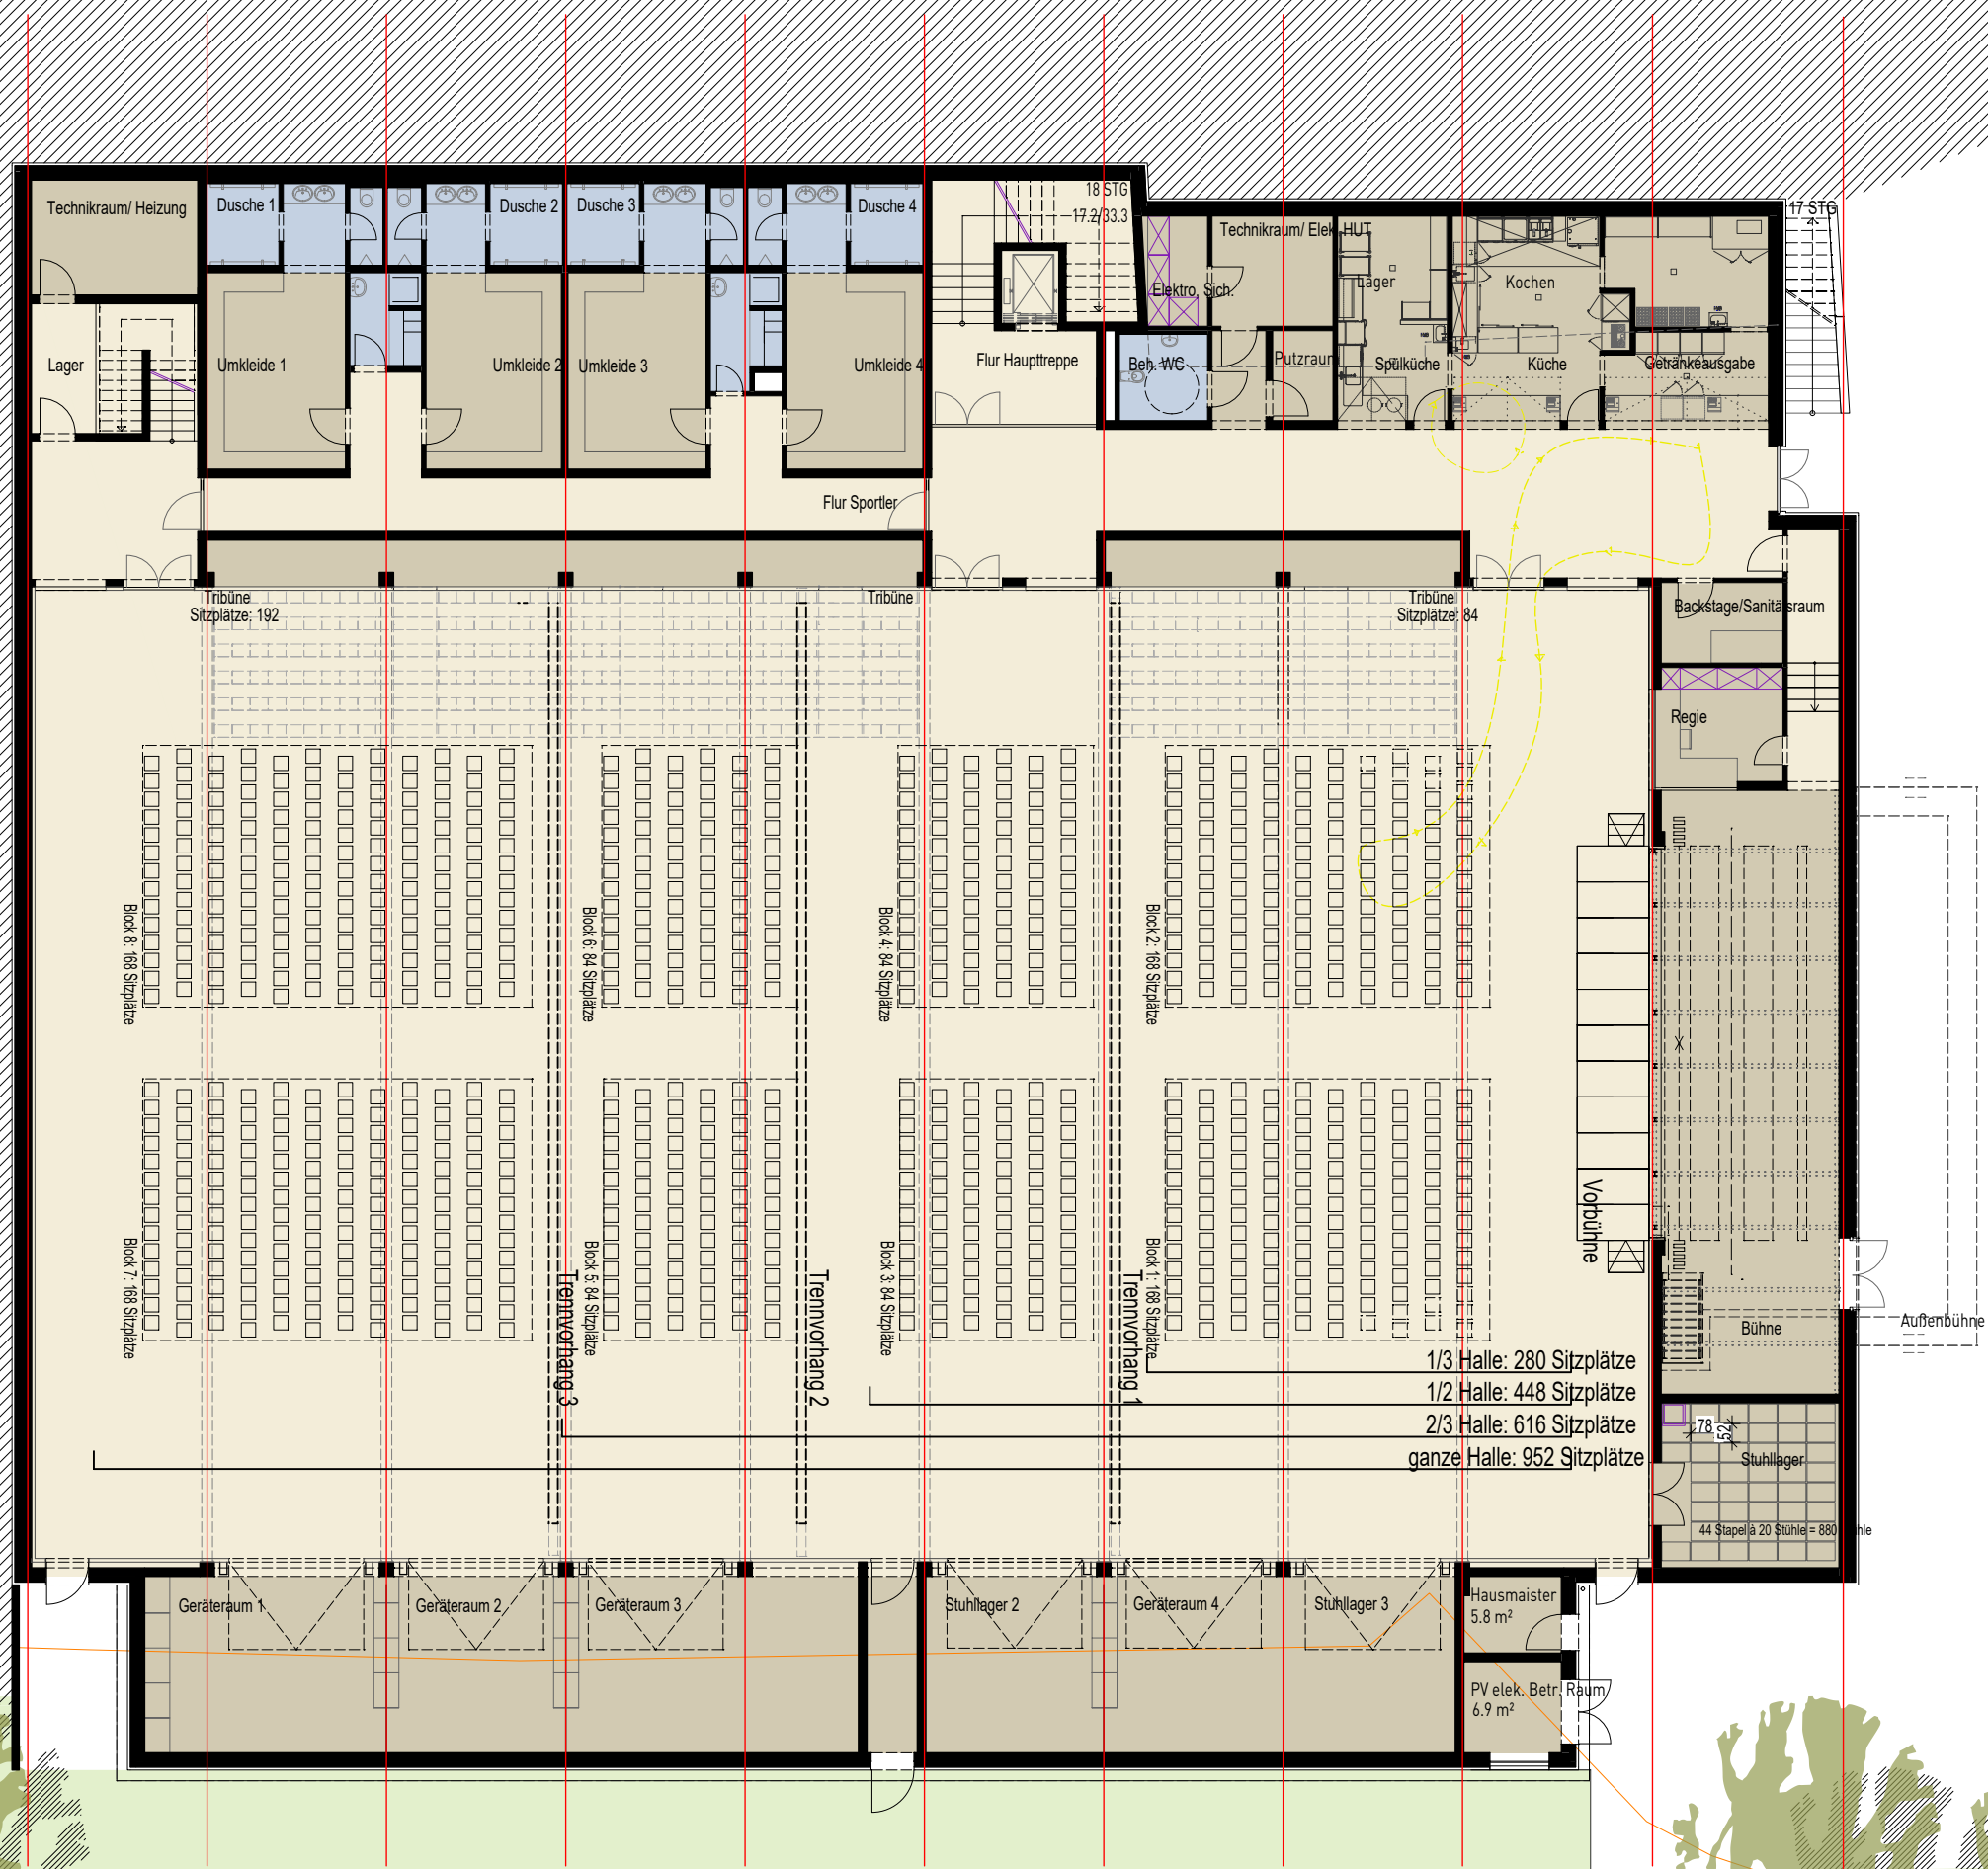 18 STG
17.2/33.3
17 STG
Technikraum/ Heizung
Dusche 1
Dusche 2
Dusche 3
Dusche 4
Technikraum/ Elek. HUT
Elektro, Sich.
Lager
Kochen
Lager
Umkleide 1
Umkleide 2
Umkleide 3
Umkleide 4
Flur Haupttreppe
Beh. WC
Putzraum
Spülküche
Küche
Getränkeausgabe
Flur Sportler
Tribüne
Sitzplätze: 192
Tribüne
Tribüne
Sitzplätze: 84
Backstage/Sanitätsraum
Regie
Block 8: 168 Sitzplätze
Block 6: 84 Sitzplätze
Block 4: 84 Sitzplätze
Block 2: 168 Sitzplätze
Block 7: 168 Sitzplätze
Block 5: 84 Sitzplätze
Block 3: 84 Sitzplätze
Block 1: 168 Sitzplätze
Trennvorhang 3
Trennvorhang 2
Trennvorhang 1
Vorbühne
Bühne
Außenbühne
1/3 Halle: 280 Sitzplätze
1/2 Halle: 448 Sitzplätze
2/3 Halle: 616 Sitzplätze
ganze Halle: 952 Sitzplätze
78
52
Stuhllager
44 Stapel à 20 Stühle = 880 Stühle
Geräteraum 1
Geräteraum 2
Geräteraum 3
Stuhllager 2
Geräteraum 4
Stuhllager 3
Hausmaister
5.8 m²
PV elek. Betr. Raum
6.9 m²